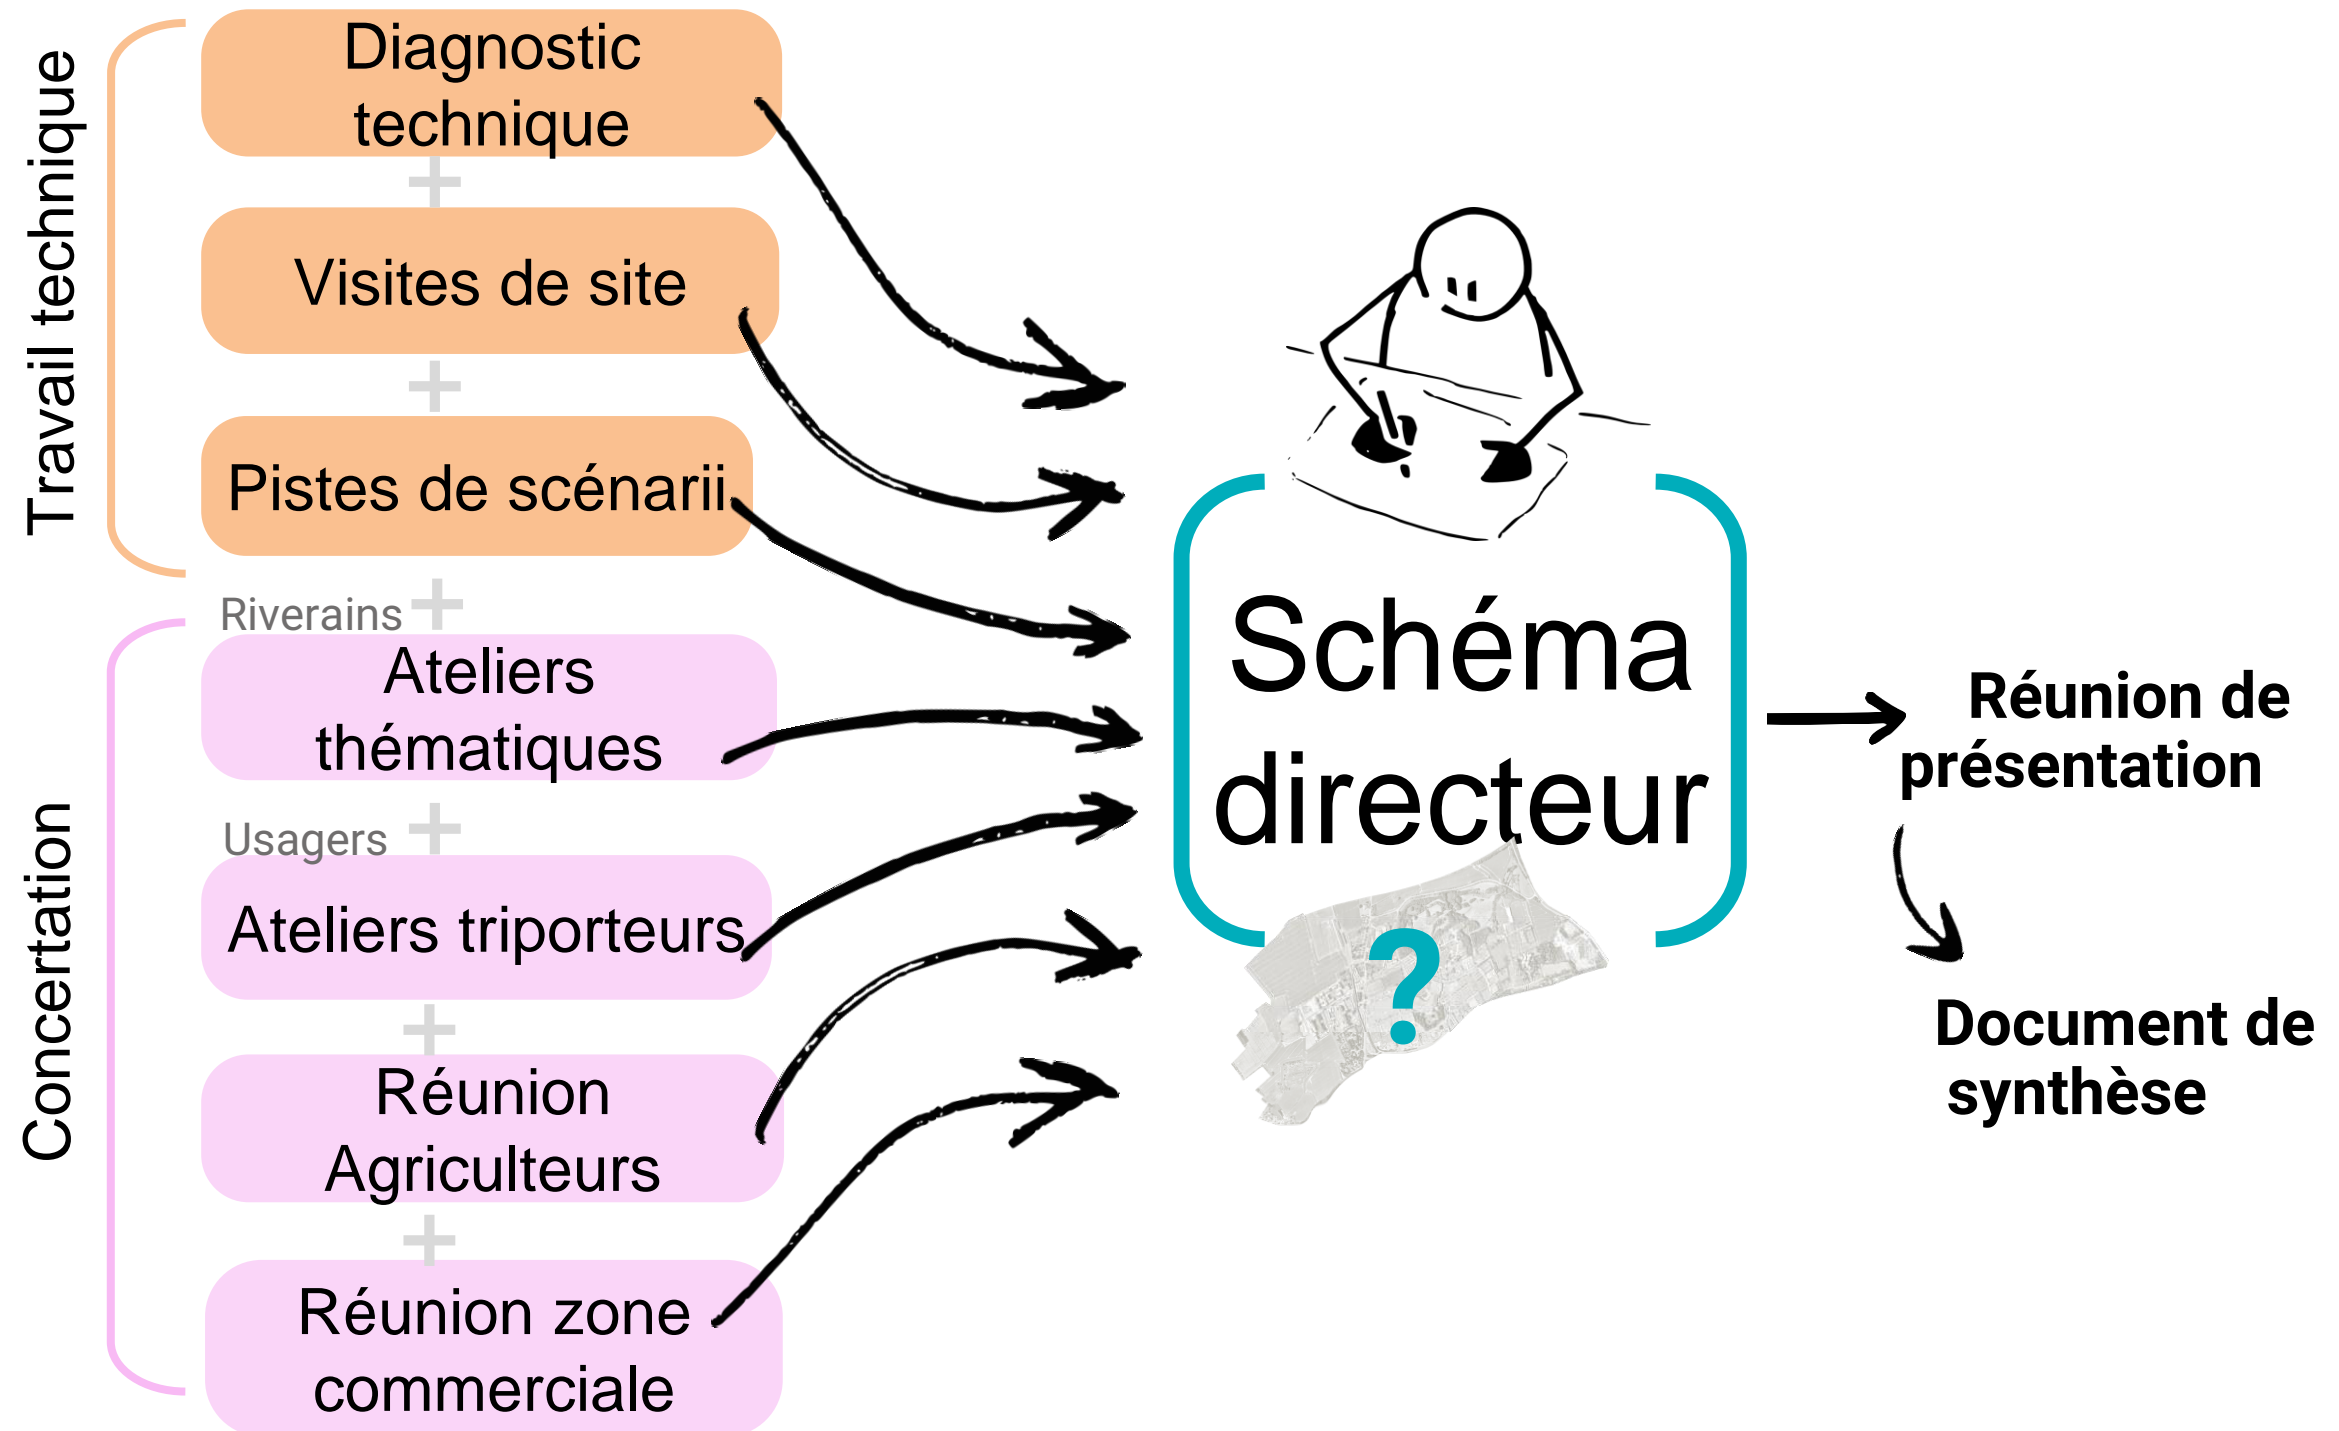 Travail technique
Diagnostic
technique
+
Visites de site
+
Pistes de scénarii
+
Concertation
Riverains
Ateliers
thématiques
+
Usagers
Ateliers triporteurs
+
Réunion
Agriculteurs
+
Réunion zone
commerciale
Schéma
directeur
?
Réunion de
présentation
Document de
synthèse